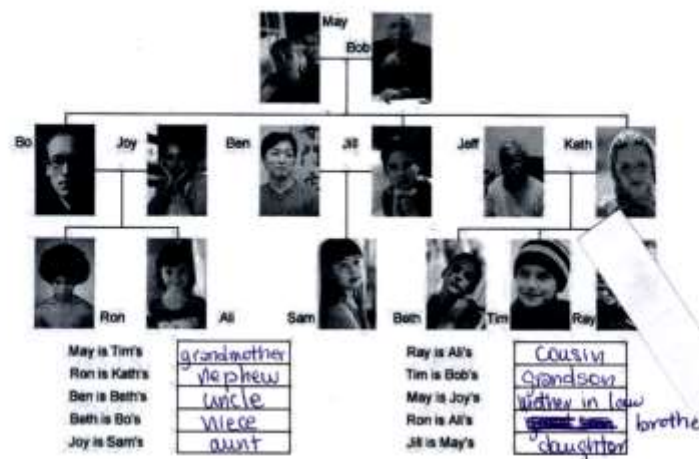 May
Bob
Bo
Joy
Ben
Jill
Jeff
Kath
Ron
Ali
Sam
Beth
Tim
Ray
May is Tim's grandmother
Ron is Kath's nephew
Ben is Beth's uncle
Beth is Bo's niece
Joy is Sam's aunt
Ray is Ali's cousin
Tim is Bob's grandson
May is Joy's mother in law
Ron is Ali's brothe
Jill is May's daughter